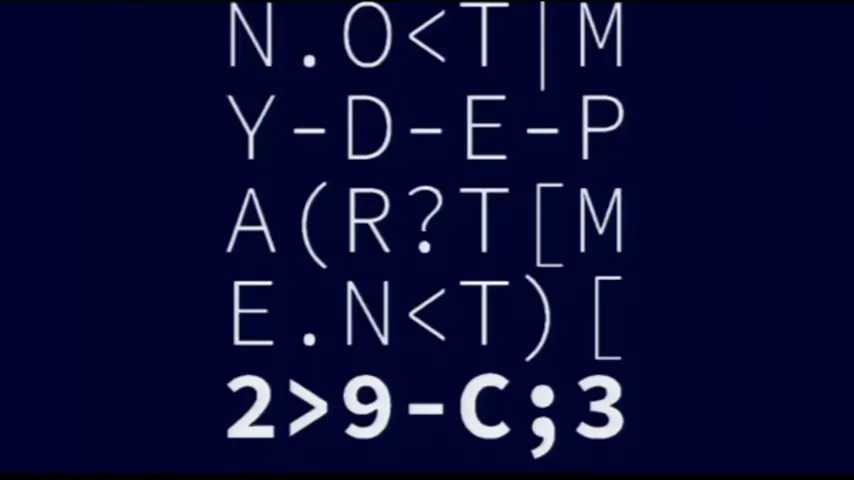 N.O<T|M
Y-D-E-P
A(R?T[M
E.N<T)[
2>9-C;3